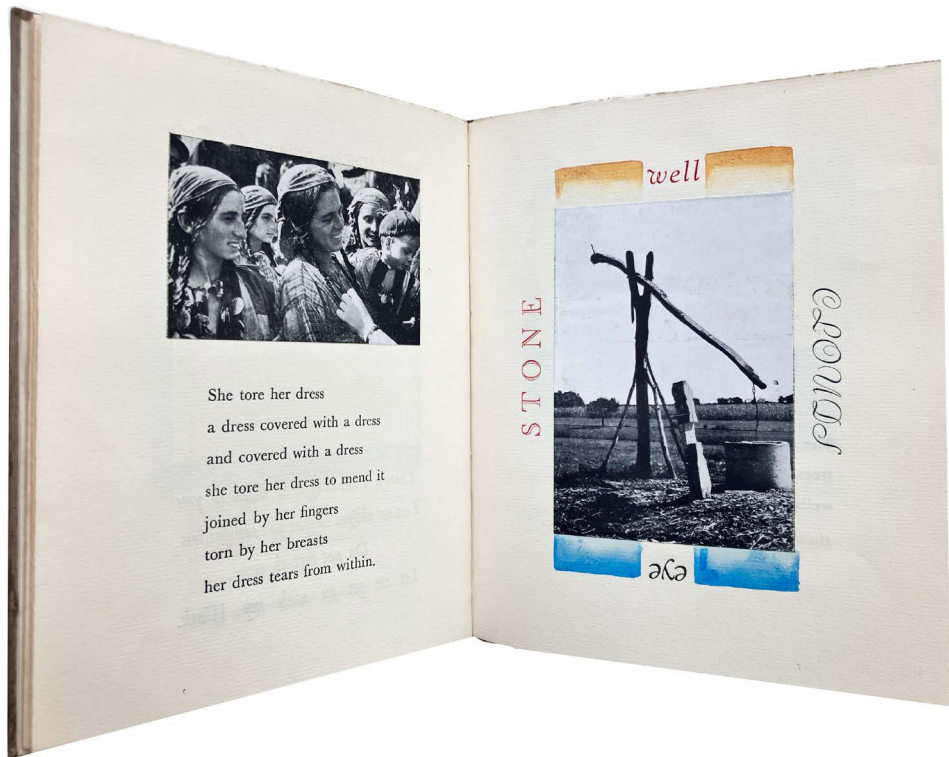 She tore her dress
a dress covered with a dress
and covered with a dress
she tore her dress to mend it
joined by her fingers
torn by her breasts
her dress tears from within.
well
STONE
CLOUDS
eye